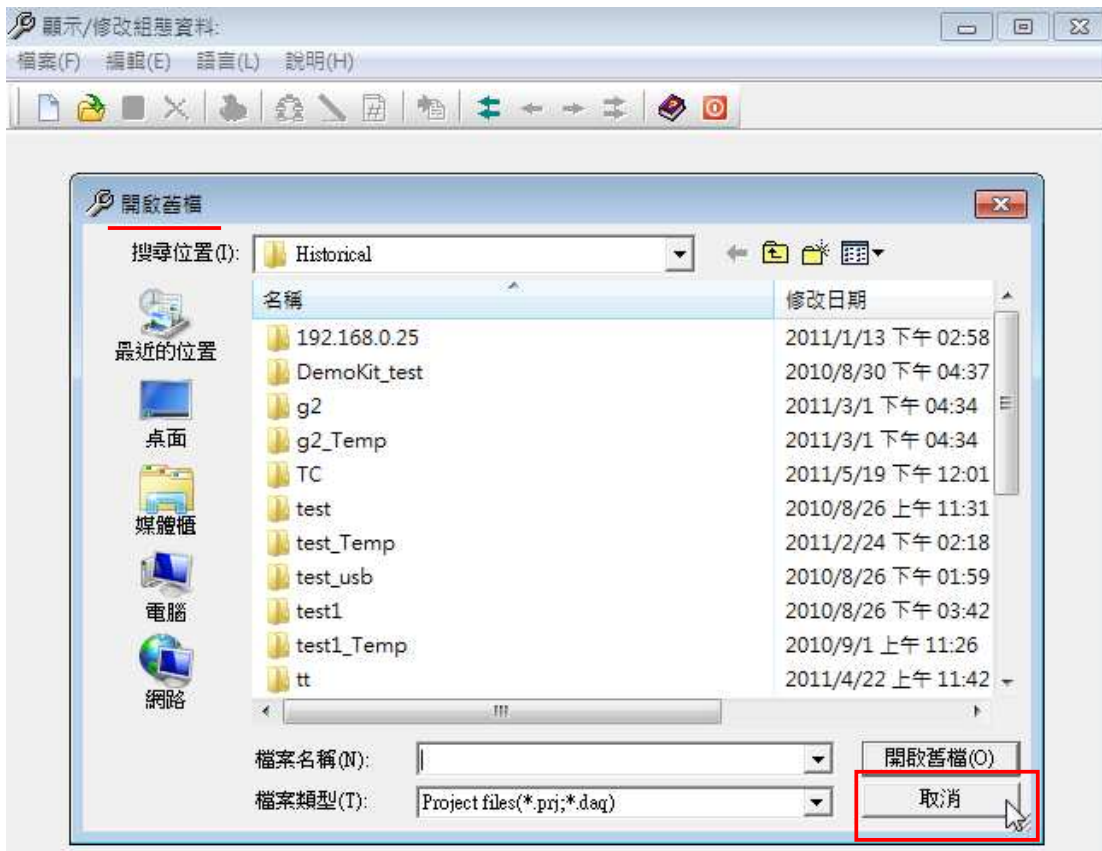 顯示/修改組態資料:
檔案(F) 編輯(E) 語言(L) 說明(H)
開啟舊檔
搜尋位置(I): Historical
名稱 修改日期
192.168.0.25 2011/1/13 下午 02:58
DemoKit_test 2010/8/30 下午 04:37
g2 2011/3/1 下午 04:34
g2_Temp 2011/3/1 下午 04:34
TC 2011/5/19 下午 12:01
test 2010/8/26 上午 11:31
test_Temp 2011/2/24 下午 02:18
test_usb 2010/8/26 下午 01:59
test1 2010/8/26 下午 03:42
test1_Temp 2010/9/1 上午 11:26
tt 2011/4/22 上午 11:42
最近的位置
桌面
媒體櫃
電腦
網路
檔案名稱(N): 開啟舊檔(O)
檔案類型(T): Project files(*.prj;*.daq) 取消